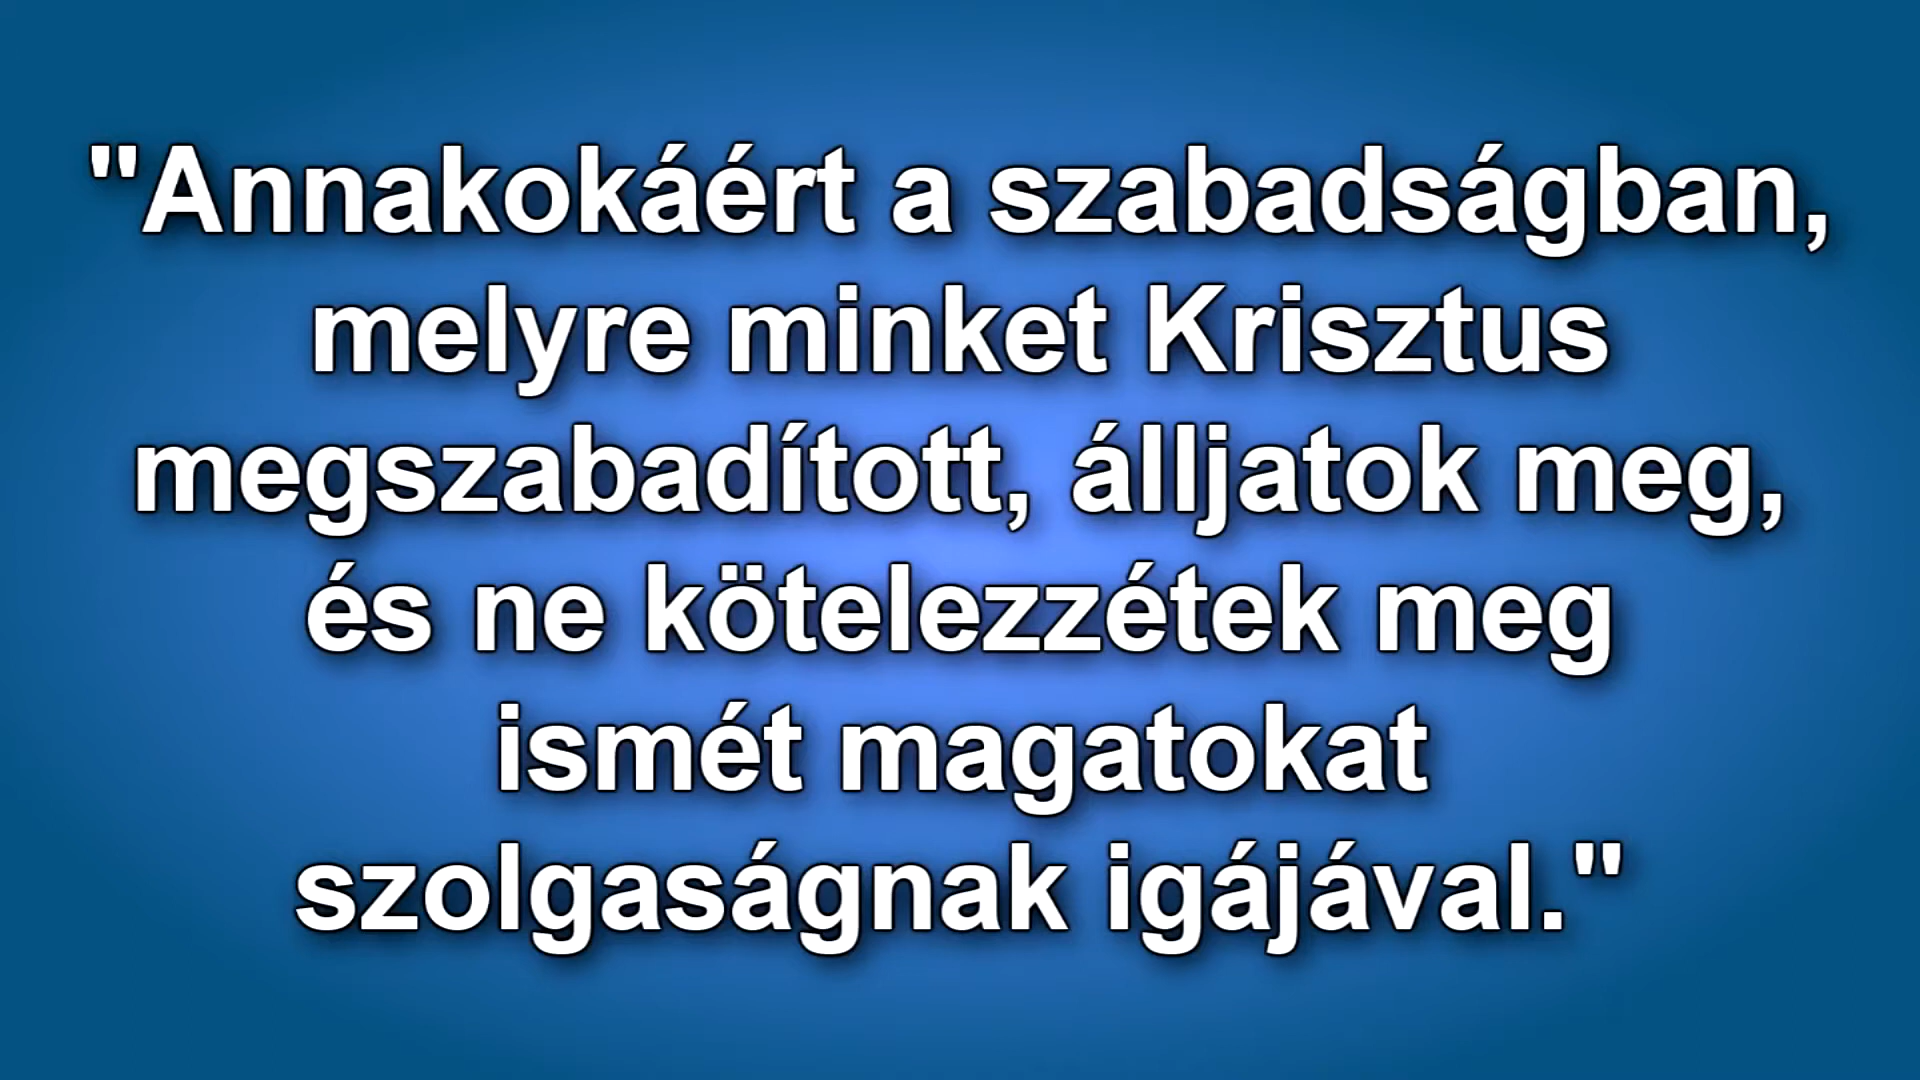 "Annakokáért a szabadságban,
melyre minket Krisztus
megszabadított, álljatok meg,
és ne kötelezzétek meg
ismét magatokat
szolgaságnak igájával."